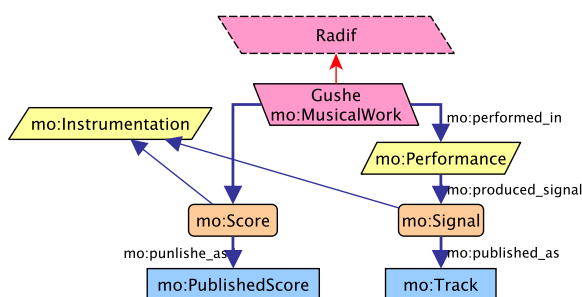 Radif
Gushe
mo:MusicalWork
mo:performed_in
mo:Instrumentation
mo:Performance
mo:produced_signal
mo:Score
mo:Signal
mo:punlishe_as
mo:published_as
mo:PublishedScore
mo:Track